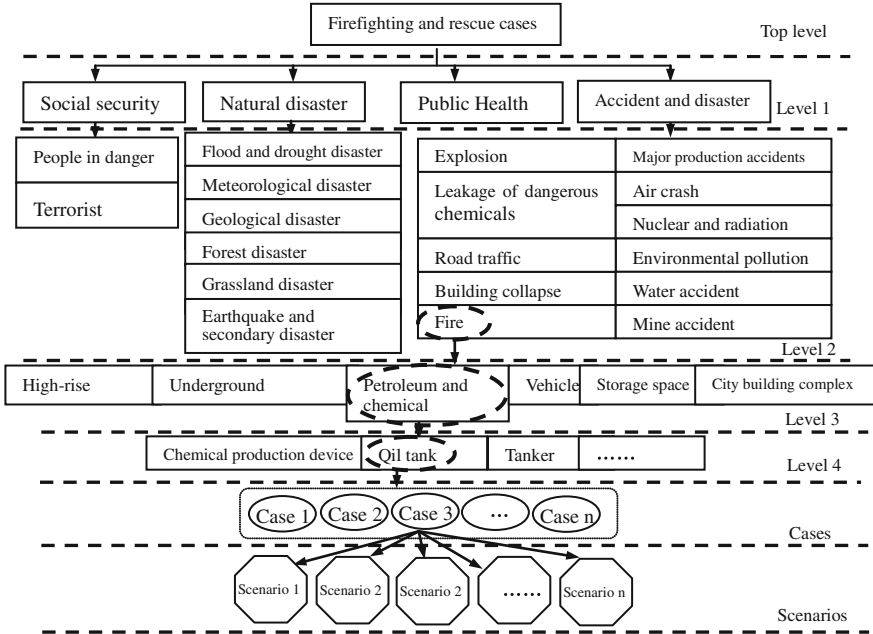 Firefighting and rescue cases
Top level
Social security
Natural disaster
Public Health
Accident and disaster
Level 1
People in danger
Terrorist
Flood and drought disaster
Meteorological disaster
Geological disaster
Forest disaster
Grassland disaster
Earthquake and
secondary disaster
Explosion
Leakage of dangerous
chemicals
Road traffic
Building collapse
Fire
Major production accidents
Air crash
Nuclear and radiation
Environmental pollution
Water accident
Mine accident
Level 2
High-rise
Underground
Petroleum and
chemical
Vehicle
Storage space
City building complex
Level 3
Chemical production device
Qil tank
Tanker
……
Level 4
Case 1
Case 2
Case 3
…
Case n
Cases
Scenario 1
Scenario 2
Scenario 2
……
Scenario n
Scenarios